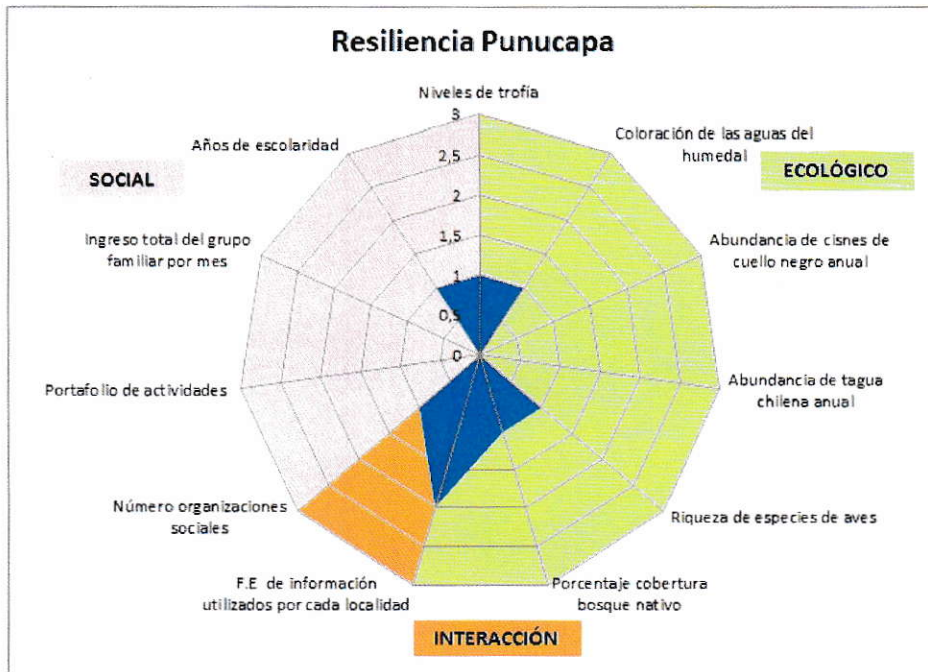 Resiliencia Punucapa
Niveles de trofía
3
2,5
2
1,5
1
0,5
0
Coloración de las aguas del
humedal
ECOLÓGICO
Abundancia de cisnes de
cuello negro anual
Abundancia de tagua
chilena anual
Riqueza de especies de aves
Porcentaje cobertura
bosque nativo
F.E de información
utilizados por cada localidad
INTERACCIÓN
Número organizaciones
sociales
Portafolio de actividades
Ingreso total del grupo
familiar por mes
SOCIAL
Años de escolaridad